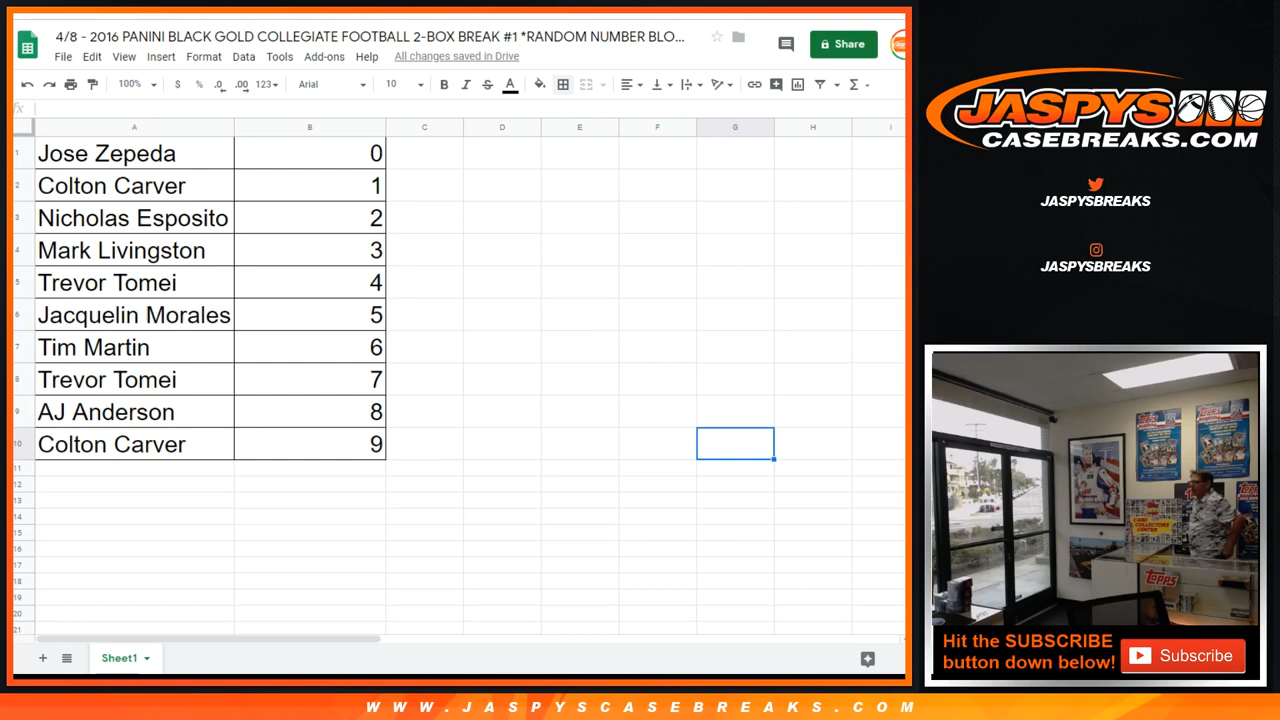 4/8 - 2016 PANINI BLACK GOLD COLLEGIATE FOOTBALL 2-BOX BREAK #1 *RANDOM NUMBER BLO...
Share
File Edit View Insert Format Data Tools Add-ons Help All changes saved in Drive
100% $ % .0 .00 123 Arial 10 B I S A Σ
fx
A B C D E F G H I
1 Jose Zepeda 0
2 Colton Carver 1
3 Nicholas Esposito 2
4 Mark Livingston 3
5 Trevor Tomei 4
6 Jacquelin Morales 5
7 Tim Martin 6
8 Trevor Tomei 7
9 AJ Anderson 8
10 Colton Carver 9
11
12
13
14
15
16
17
18
19
20
21
Sheet1
JASPYS
CASEBREAKS.COM
JASPYSBREAKS
JASPYSBREAKS
TOPPS
Hit the SUBSCRIBE
button down below!
Subscribe
WWW.JASPYSCASEBREAKS.COM